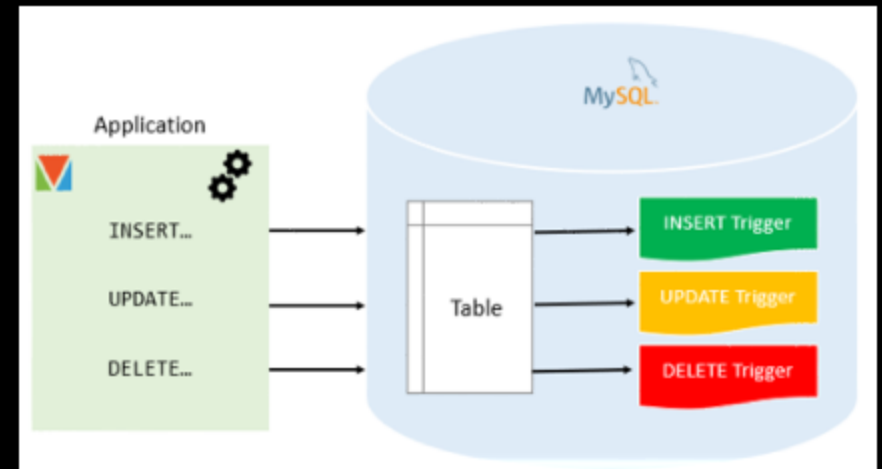 MySQL.
Application
INSERT...
UPDATE...
DELETE...
Table
INSERT Trigger
UPDATE Trigger
DELETE Trigger